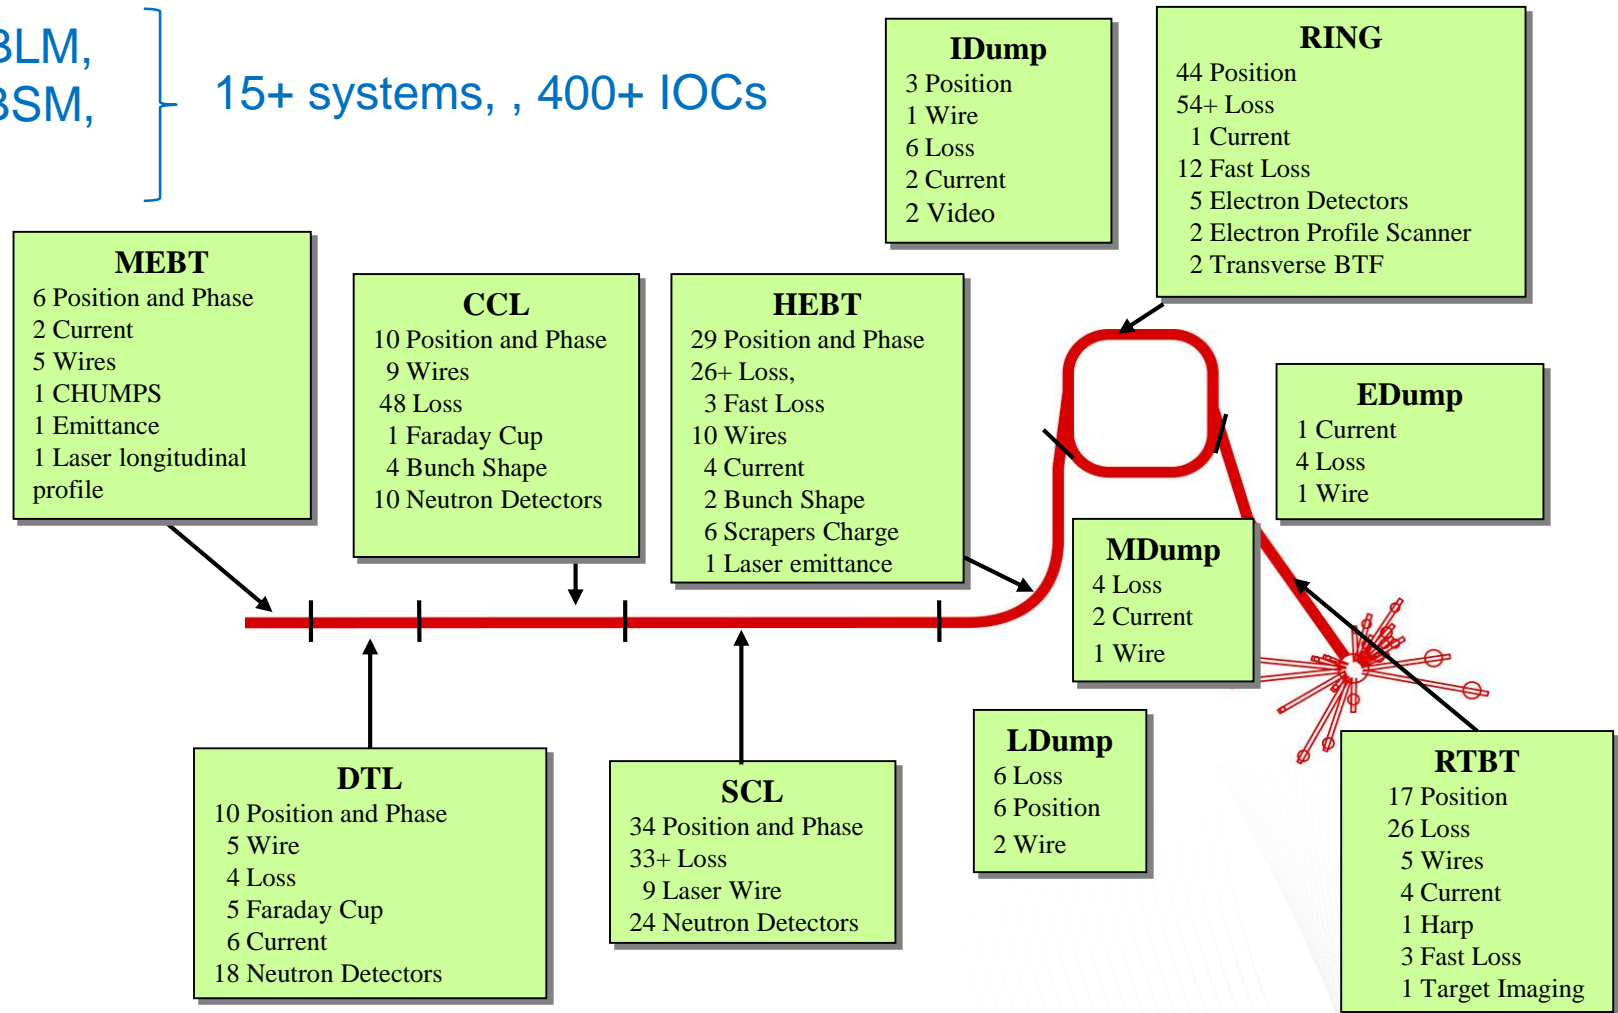 15+ systems, , 400+ IOCs
IDump
3 Position
1 Wire
6 Loss
2 Current
2 Video
RING
44 Position
54+ Loss
1 Current
12 Fast Loss
5 Electron Detectors
2 Electron Profile Scanner
2 Transverse BTF
MEBT
6 Position and Phase
2 Current
5 Wires
1 CHUMPS
1 Emittance
1 Laser longitudinal
profile
CCL
10 Position and Phase
9 Wires
48 Loss
1 Faraday Cup
4 Bunch Shape
10 Neutron Detectors
HEBT
29 Position and Phase
26+ Loss,
3 Fast Loss
10 Wires
4 Current
2 Bunch Shape
6 Scrapers Charge
1 Laser emittance
EDump
1 Current
4 Loss
1 Wire
MDump
4 Loss
2 Current
1 Wire
DTL
10 Position and Phase
5 Wire
4 Loss
5 Faraday Cup
6 Current
18 Neutron Detectors
SCL
34 Position and Phase
33+ Loss
9 Laser Wire
24 Neutron Detectors
LDump
6 Loss
6 Position
2 Wire
RTBT
17 Position
26 Loss
5 Wires
4 Current
1 Harp
3 Fast Loss
1 Target Imaging